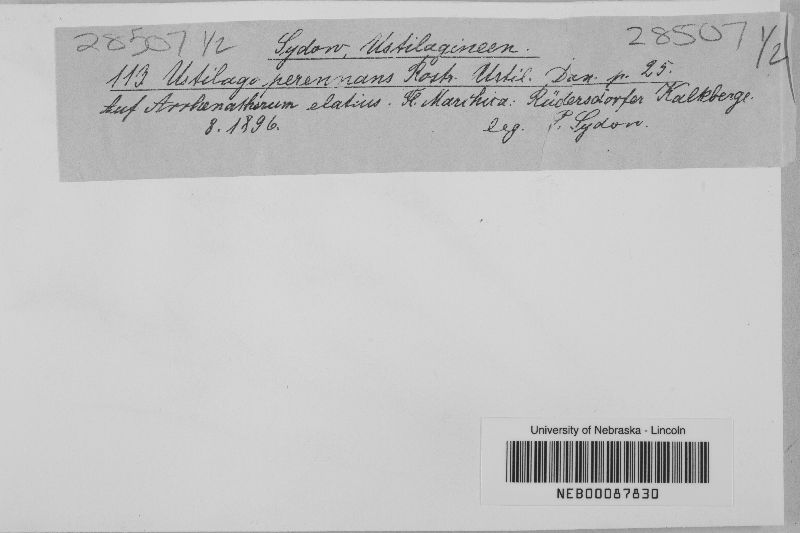 28507 1/2
28507 1/2
Sydow, Ustilagineen.
113 Ustilago perennans Rostr. Ustil. Dan. p. 25.
Auf Arrhenatherum elatius. Fl. Marchica: Rüdersdorfer Kalkberge.
8. 1896. leg. P. Sydow.
University of Nebraska - Lincoln
NEB00087830